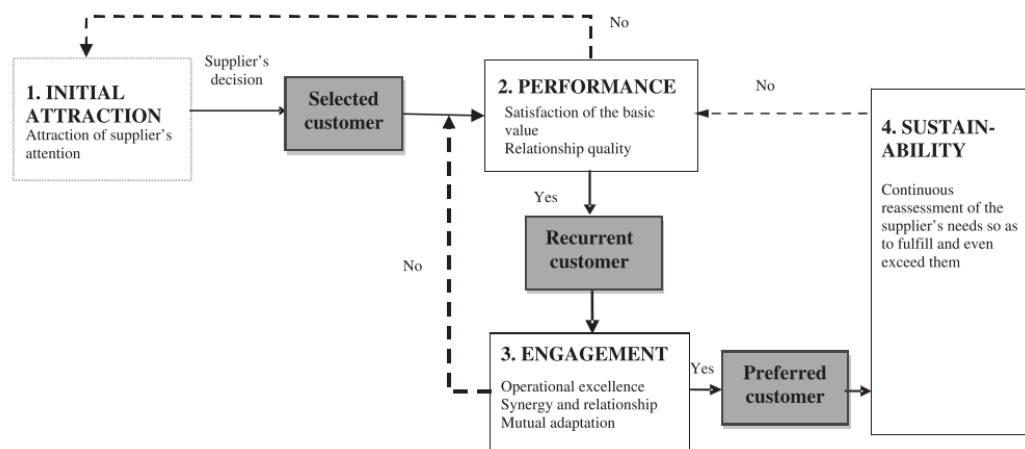 No
Supplier's
decision
1. INITIAL
ATTRACTION
Attraction of supplier's
attention
Selected
customer
2. PERFORMANCE
Satisfaction of the basic
value
Relationship quality
No
4. SUSTAIN-
ABILITY
Continuous
reassessment of the
supplier's needs so as
to fulfill and even
exceed them
Yes
Recurrent
customer
No
3. ENGAGEMENT
Operational excellence
Synergy and relationship
Mutual adaptation
Yes
Preferred
customer